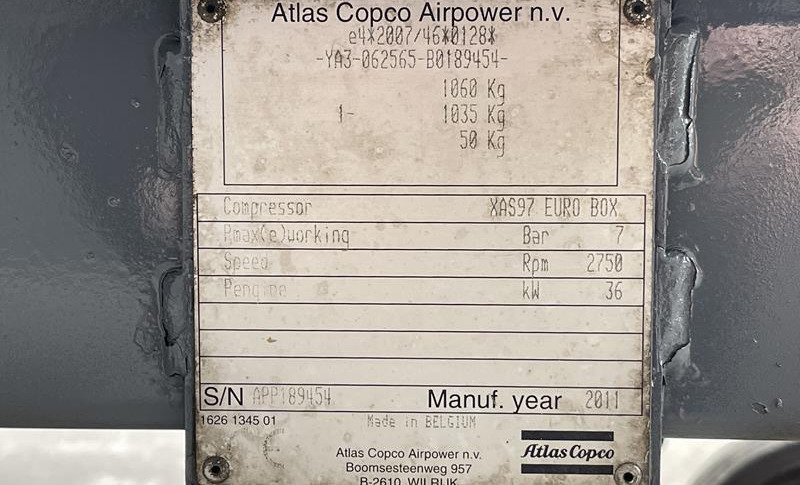 Atlas Copco Airpower n.v.
e4*2007/46*0128*
-YA3-062565-B0189454-
1060 Kg
1- 1035 Kg
50 Kg
Compressor XAS97 EURO BOX
Pmax(e)working Bar 7
Speed Rpm 2750
Pengine kW 36
S/N APP189454 Manuf. year 2011
1626 1345 01 Made in BELGIUM
CE
Atlas Copco Airpower n.v. Atlas Copco
Boomsesteenweg 957
B-2610 WILRIJK